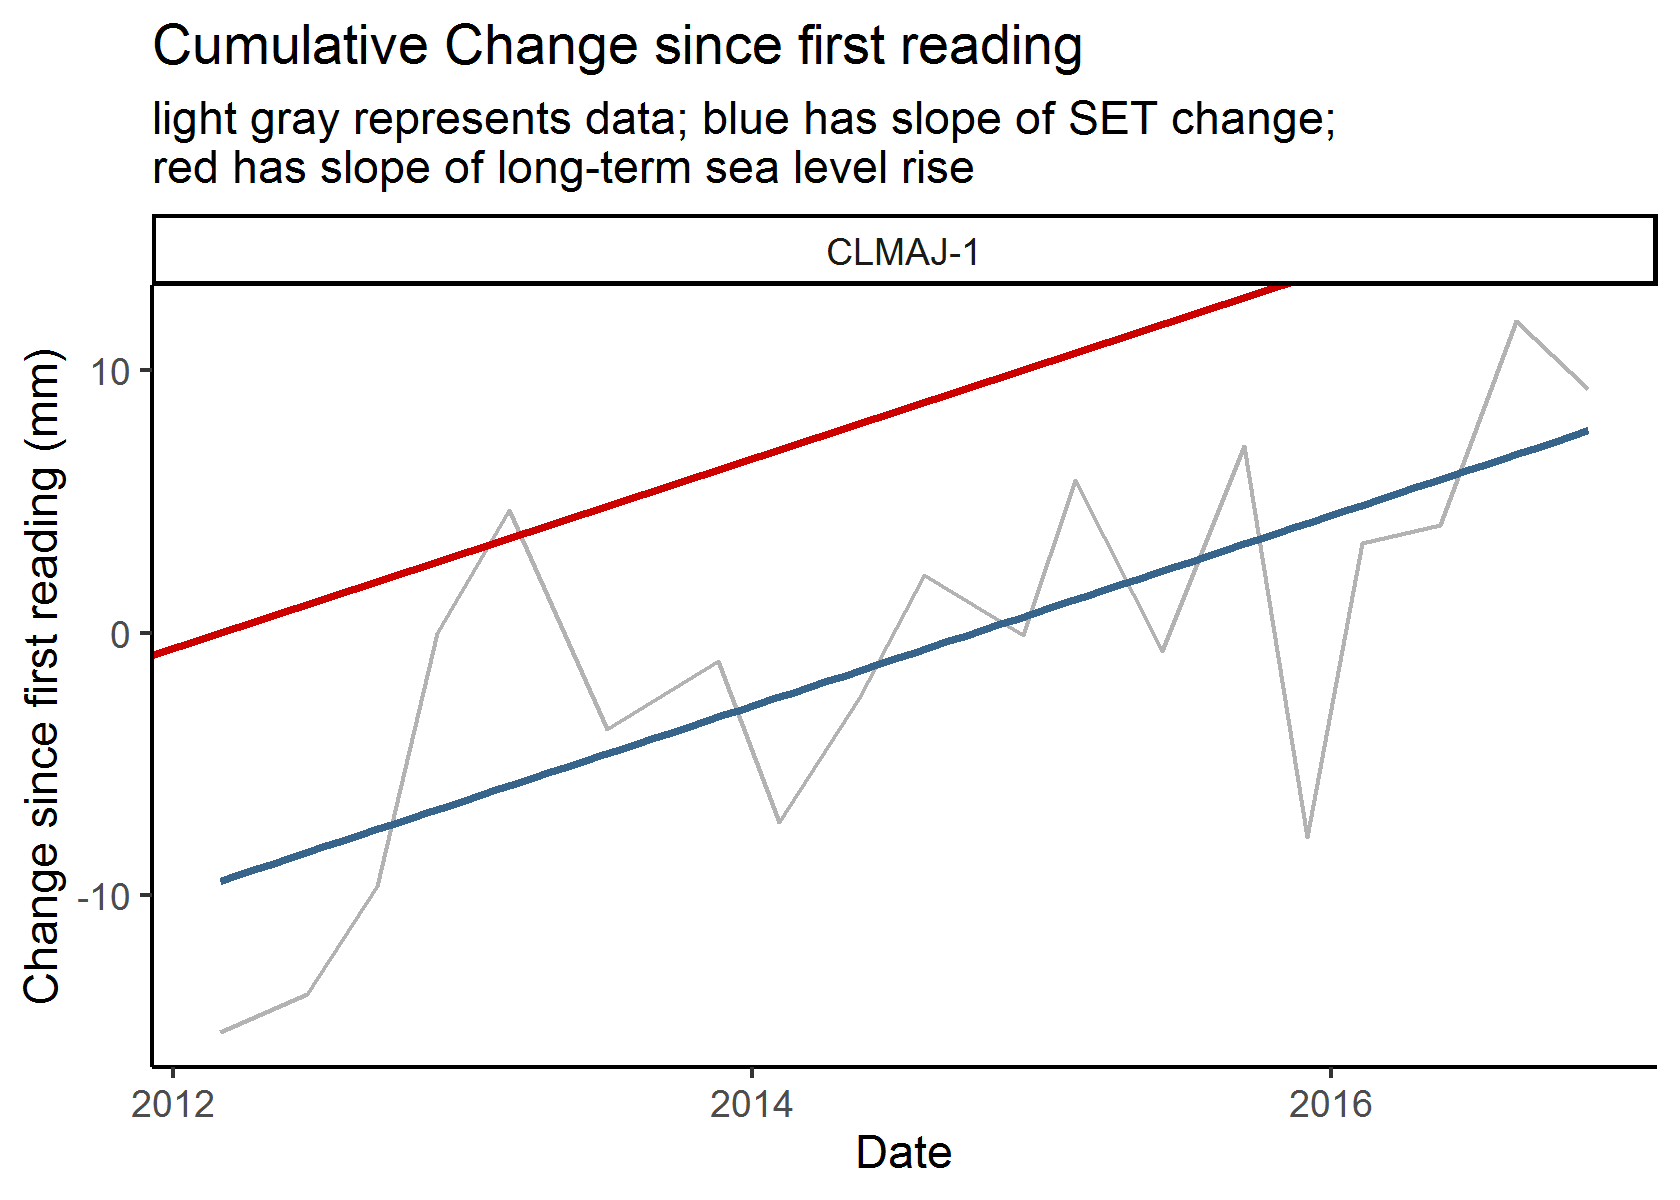 Cumulative Change since first reading
light gray represents data; blue has slope of SET change;
red has slope of long-term sea level rise
CLMAJ-1
Change since first reading (mm)
10
0
-10
2012
2014
2016
Date